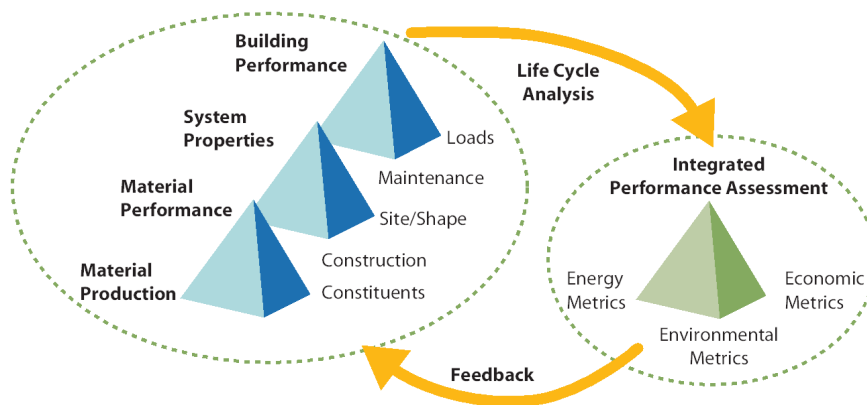 Building
Performance
Life Cycle
Analysis
System
Properties
Loads
Integrated
Performance Assessment
Maintenance
Material
Performance
Site/Shape
Construction
Material
Production
Constituents
Energy
Metrics
Economic
Metrics
Environmental
Metrics
Feedback